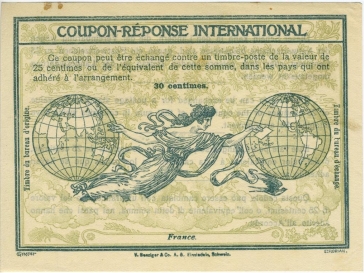 COUPON-RÉPONSE INTERNATIONAL
Ce coupon peut être échangé contre un timbre-poste de la valeur de
25 centimes ou de l'équivalent de cette somme, dans les pays qui ont
adhéré à l'arrangement.
30 centimes.
Timbre du bureau d'origine.
Timbre du bureau d'échange.
France.
B. Benziger & Co. A. G. Einsiedeln, Schweiz.